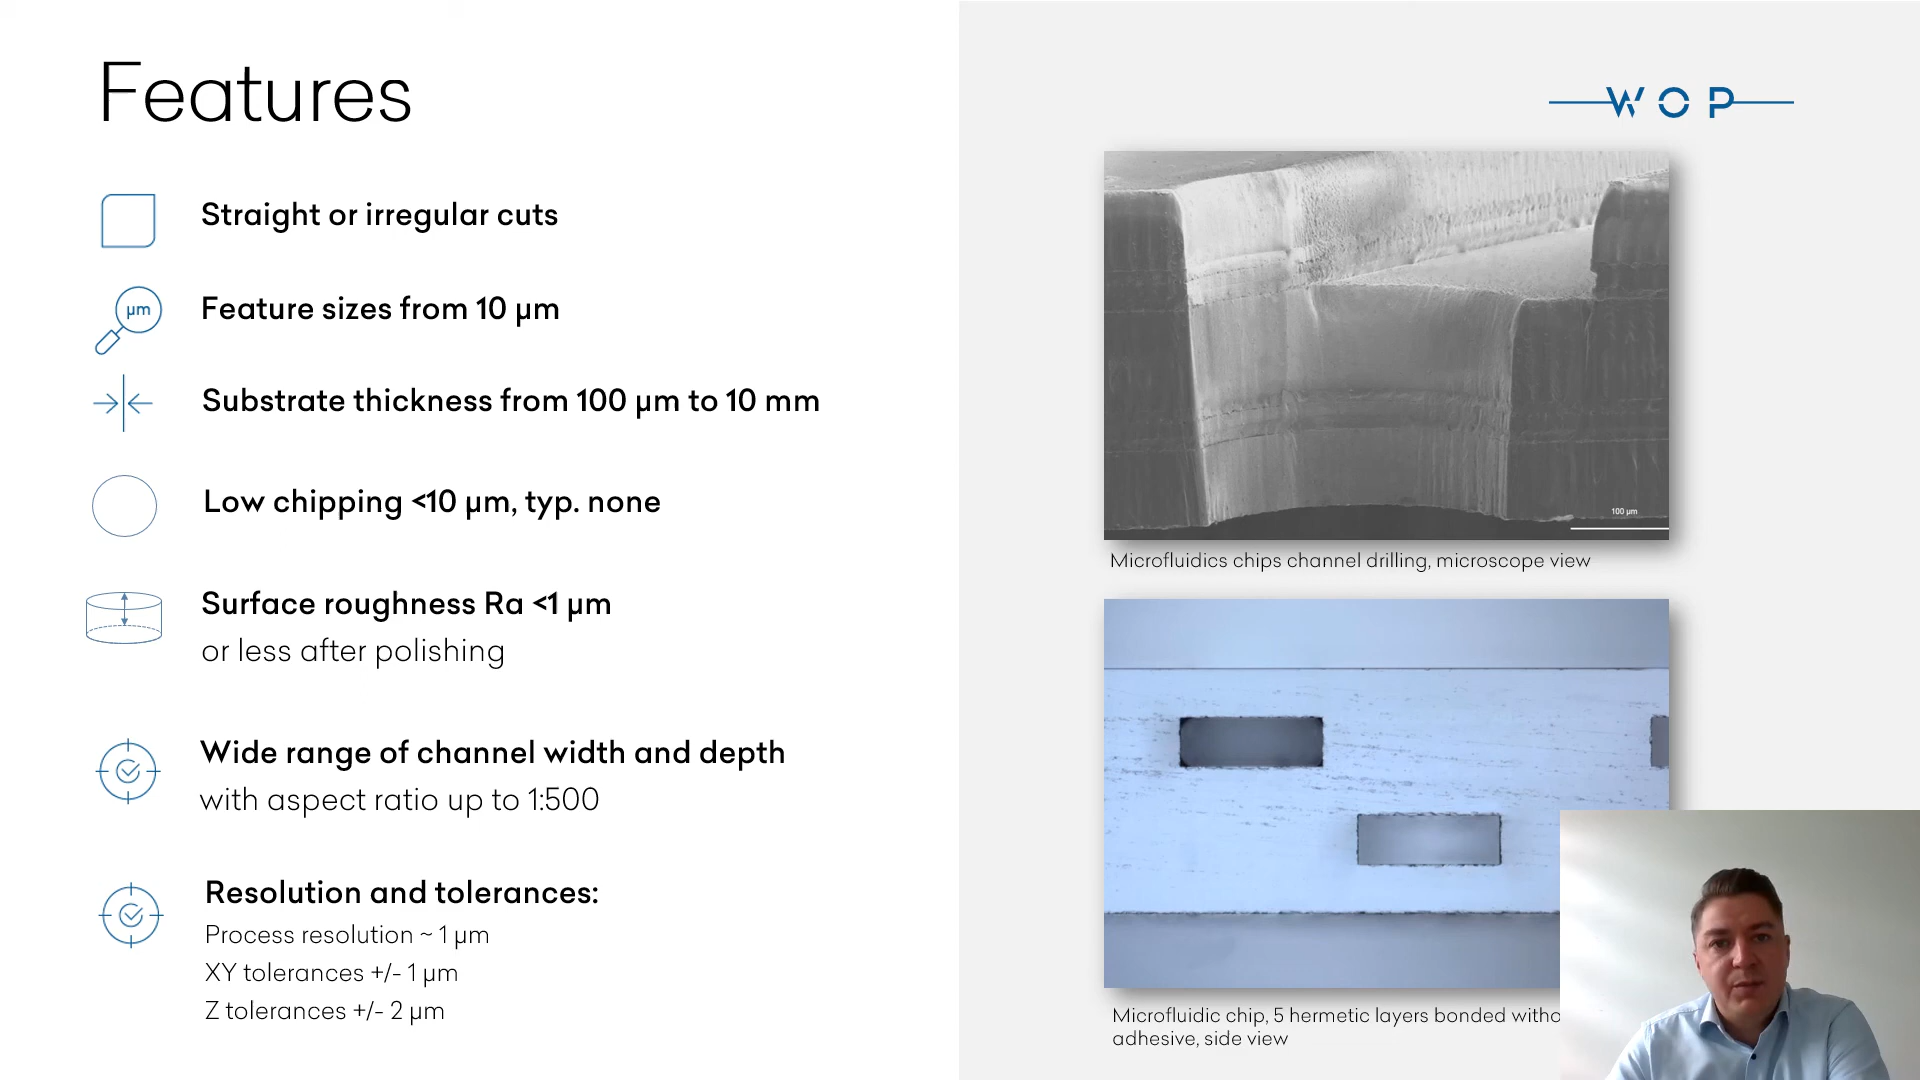 Features
Straight or irregular cuts
µm
Feature sizes from 10 µm
Substrate thickness from 100 µm to 10 mm
Low chipping <10 µm, typ. none
Surface roughness Ra <1 µm
or less after polishing
Wide range of channel width and depth
with aspect ratio up to 1:500
Resolution and tolerances:
Process resolution ~ 1 µm
XY tolerances +/- 1 µm
Z tolerances +/- 2 µm
WOP
100 µm
Microfluidics chips channel drilling, microscope view
Microfluidic chip, 5 hermetic layers bonded
adhesive, side view